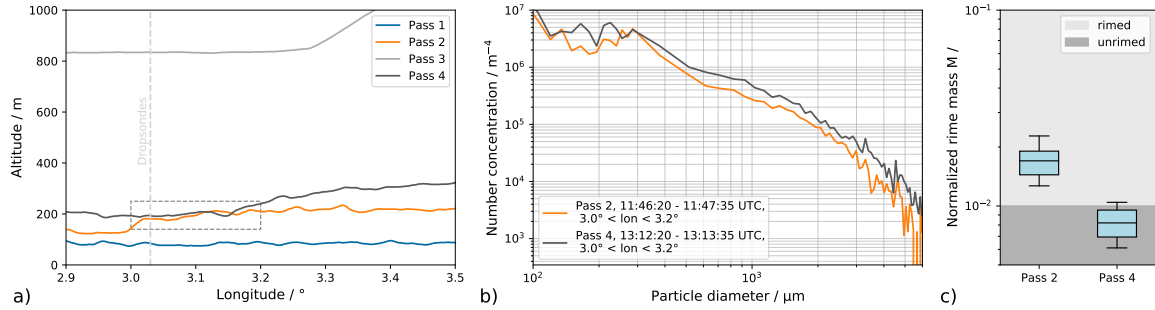 a)
Altitude / m
1000
800
600
400
200
0
2.9
3.0
3.1
3.2
3.3
3.4
3.5
Longitude / °
Dropsondes
Pass 1
Pass 2
Pass 3
Pass 4
b)
Number concentration / m⁻⁴
10⁷
10⁶
10⁵
10⁴
10³
10²
10³
Particle diameter / µm
Pass 2, 11:46:20 - 11:47:35 UTC,
3.0° < lon < 3.2°
Pass 4, 13:12:20 - 13:13:35 UTC,
3.0° < lon < 3.2°
c)
Normalized rime mass M /
10⁻¹
10⁻²
rimed
unrimed
Pass 2
Pass 4